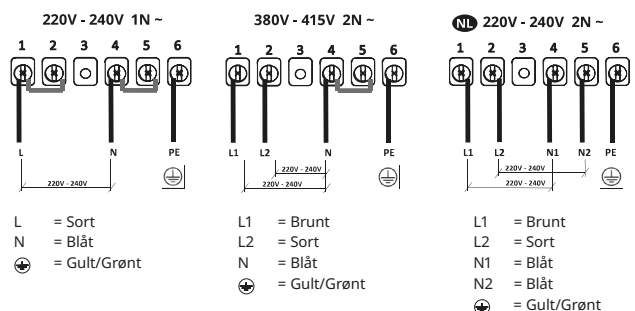 220V - 240V 1N ~
1 2 3 4 5 6
L N PE
220V - 240V
L = Sort
N = Blåt
= Gult/Grønt
380V - 415V 2N ~
1 2 3 4 5 6
L1 L2 N PE
220V - 240V
220V - 240V
L1 = Brunt
L2 = Sort
N = Blåt
= Gult/Grønt
NL 220V - 240V 2N ~
1 2 3 4 5 6
L1 L2 N1 N2 PE
220V - 240V
220V - 240V
L1 = Brunt
L2 = Sort
N1 = Blåt
N2 = Blåt
= Gult/Grønt